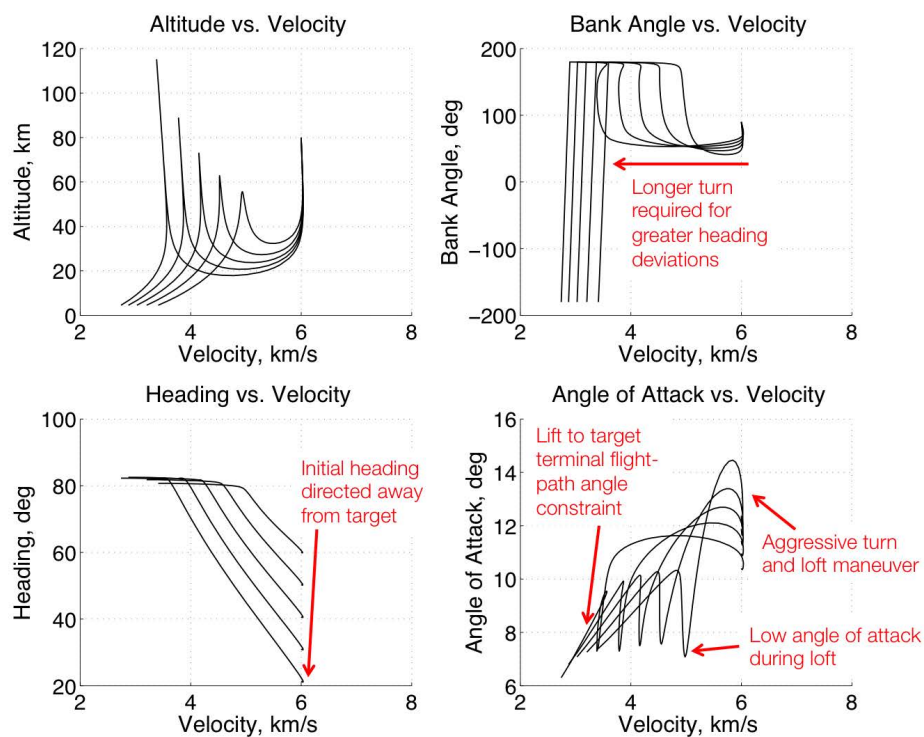 Altitude vs. Velocity
120
100
80
60
40
20
0
2
4
6
8
Altitude, km
Velocity, km/s
Bank Angle vs. Velocity
200
100
0
−100
−200
2
4
6
8
Bank Angle, deg
Velocity, km/s
Longer turn
required for
greater heading
deviations
Heading vs. Velocity
100
80
60
40
20
2
4
6
8
Heading, deg
Velocity, km/s
Initial heading
directed away
from target
Angle of Attack vs. Velocity
16
14
12
10
8
6
2
4
6
8
Angle of Attack, deg
Velocity, km/s
Lift to target
terminal flight-
path angle
constraint
Aggressive turn
and loft maneuver
Low angle of attack
during loft